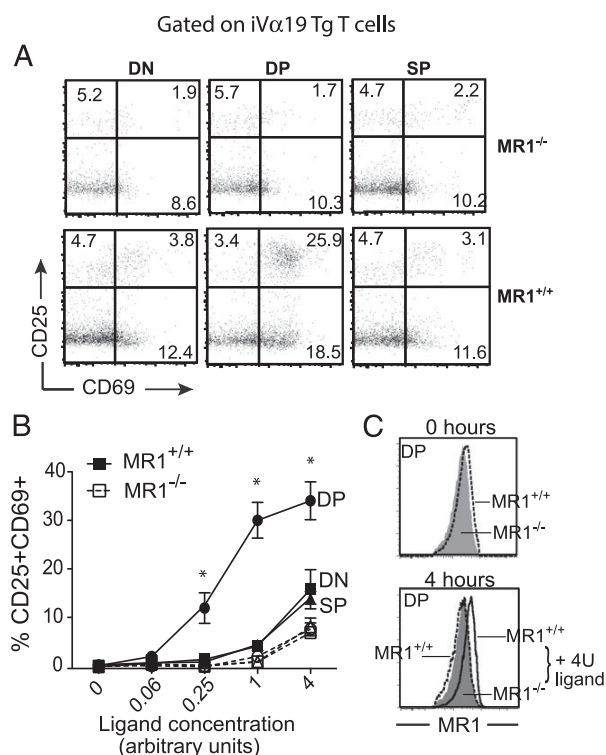 Gated on iVα19 Tg T cells
A
DN DP SP
5.2 1.9 5.7 1.7 4.7 2.2
MR1-/-
8.6 10.3 10.2
4.7 3.8 3.4 25.9 4.7 3.1
MR1+/+
12.4 18.5 11.6
CD25
CD69
B
% CD25+CD69+
40
30
20
10
0
MR1+/+
MR1-/-
* * *
DP
DN
SP
0 0.06 0.25 1 4
Ligand concentration
(arbitrary units)
C
0 hours
DP
MR1+/+
MR1-/-
4 hours
DP
MR1+/+
MR1+/+
+ 4U
ligand
MR1-/-
MR1